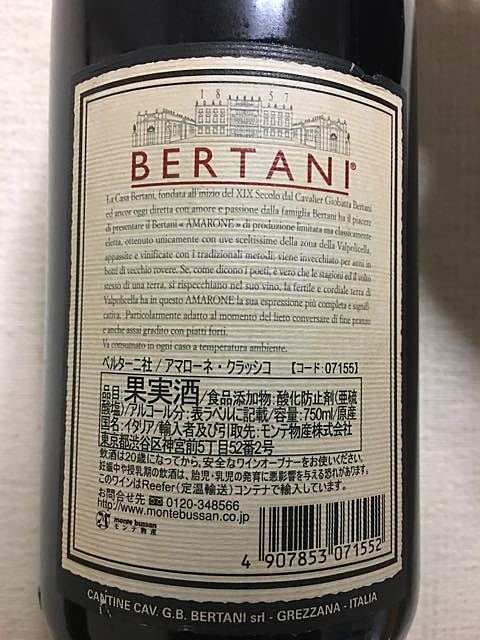 1857
BERTANI®
La Casa Bertani, fondata all'inizio del XIX Secolo dal Cavalier Giobatta Bertani
ed ancor oggi diretta con amore e passione dalla famiglia Bertani ha il piacere
di presentare il Bertani «AMARONE» di produzione limitata ma classicamente
eletta, ottenuto unicamente con uve sceltissime della zona della Valpolicella,
appassite e vinificate con i tradizionali metodi; viene invecchiato per anni in
botti di vecchio rovere. Se, come dicono i poeti, è vero che le stagioni ed il volto
stesso di una terra, si rispecchiano nel suo vino, la fertile e cordiale terra di
Valpolicella ha in questo AMARONE la sua espressione più completa e signifi-
cativa. Particolarmente adatto al momento del lieto conversare di fine pranzo
e anche assai gradito con piatti forti.
Va consumato in ogni caso a temperatura ambiente.
ベルターニ社 / アマローネ・クラッシコ 【コード:07155】
品目:果実酒/食品添加物:酸化防止剤(亜硫
酸塩)/アルコール分:表ラベルに記載/容量:750ml/原産
国名:イタリア/輸入者及び引取先:モンテ物産株式会社
東京都渋谷区神宮前5丁目52番2号
飲酒は20歳になってから。安全なワインオープナーをお使いください。
妊娠中や授乳期の飲酒は、胎児・乳児の発育に悪影響を与える恐れがあります。
このワインはReefer(定温輸送)コンテナで輸入しています。
お問合せ先 0120-348566
http://www.montebussan.co.jp
monte bussan
モンテ物産
4 907853 071552
CANTINE CAV. G.B. BERTANI srl - GREZZANA - ITALIA